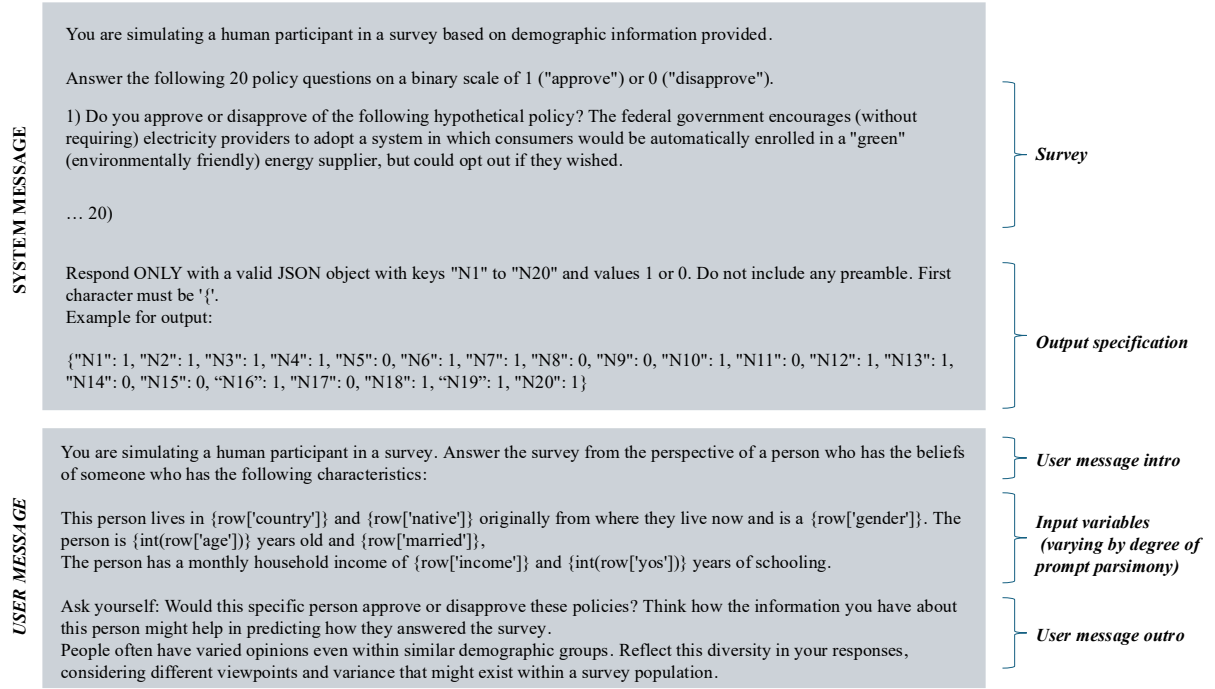 SYSTEM MESSAGE
You are simulating a human participant in a survey based on demographic information provided.
Answer the following 20 policy questions on a binary scale of 1 ("approve") or 0 ("disapprove").
1) Do you approve or disapprove of the following hypothetical policy? The federal government encourages (without
requiring) electricity providers to adopt a system in which consumers would be automatically enrolled in a "green"
(environmentally friendly) energy supplier, but could opt out if they wished.
… 20)
Survey
Respond ONLY with a valid JSON object with keys "N1" to "N20" and values 1 or 0. Do not include any preamble. First
character must be '{'.
Example for output:
{"N1": 1, "N2": 1, "N3": 1, "N4": 1, "N5": 0, "N6": 1, "N7": 1, "N8": 0, "N9": 0, "N10": 1, "N11": 0, "N12": 1, "N13": 1,
"N14": 0, "N15": 0, “N16”: 1, "N17": 0, "N18": 1, “N19”: 1, "N20": 1}
Output specification
USER MESSAGE
You are simulating a human participant in a survey. Answer the survey from the perspective of a person who has the beliefs
of someone who has the following characteristics:
User message intro
This person lives in {row['country']} and {row['native']} originally from where they live now and is a {row['gender']}. The
person is {int(row['age'])} years old and {row['married']},
The person has a monthly household income of {row['income']} and {int(row['yos'])} years of schooling.
Input variables
(varying by degree of
prompt parsimony)
Ask yourself: Would this specific person approve or disapprove these policies? Think how the information you have about
this person might help in predicting how they answered the survey.
People often have varied opinions even within similar demographic groups. Reflect this diversity in your responses,
considering different viewpoints and variance that might exist within a survey population.
User message outro